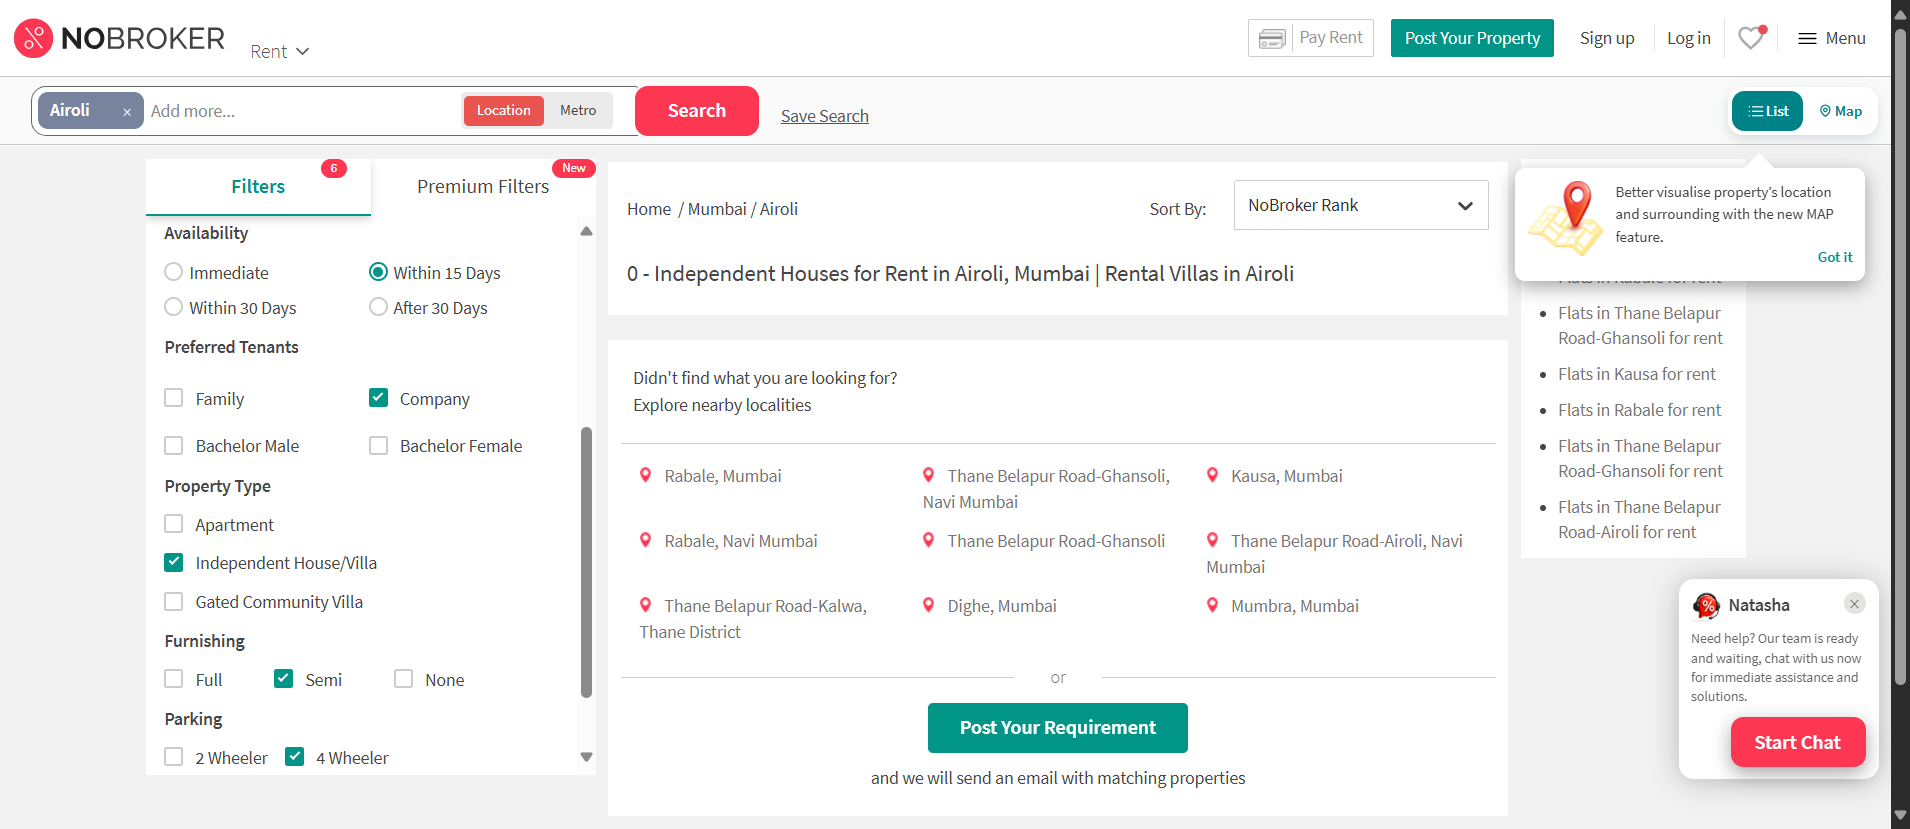 NOBROKER
Rent
Pay Rent
Post Your Property
Sign up
Log in
Menu
Airoli ×
Add more...
Location
Metro
Search
Save Search
List
Map
Filters
6
Premium Filters
New
Availability
Immediate
Within 15 Days
Within 30 Days
After 30 Days
Preferred Tenants
Family
Company
Bachelor Male
Bachelor Female
Property Type
Apartment
Independent House/Villa
Gated Community Villa
Furnishing
Full
Semi
None
Parking
2 Wheeler
4 Wheeler
Home / Mumbai / Airoli
Sort By:
NoBroker Rank
0 - Independent Houses for Rent in Airoli, Mumbai | Rental Villas in Airoli
Didn't find what you are looking for?
Explore nearby localities
Rabale, Mumbai
Thane Belapur Road-Ghansoli,
Navi Mumbai
Kausa, Mumbai
Rabale, Navi Mumbai
Thane Belapur Road-Ghansoli
Thane Belapur Road-Airoli, Navi
Mumbai
Thane Belapur Road-Kalwa,
Thane District
Dighe, Mumbai
Mumbra, Mumbai
or
Post Your Requirement
and we will send an email with matching properties
Better visualise property's location
and surrounding with the new MAP
feature.
Got it
Flats in Rabale for rent
Flats in Thane Belapur
Road-Ghansoli for rent
Flats in Kausa for rent
Flats in Rabale for rent
Flats in Thane Belapur
Road-Ghansoli for rent
Flats in Thane Belapur
Road-Airoli for rent
Natasha
Need help? Our team is ready
and waiting, chat with us now
for immediate assistance and
solutions.
Start Chat